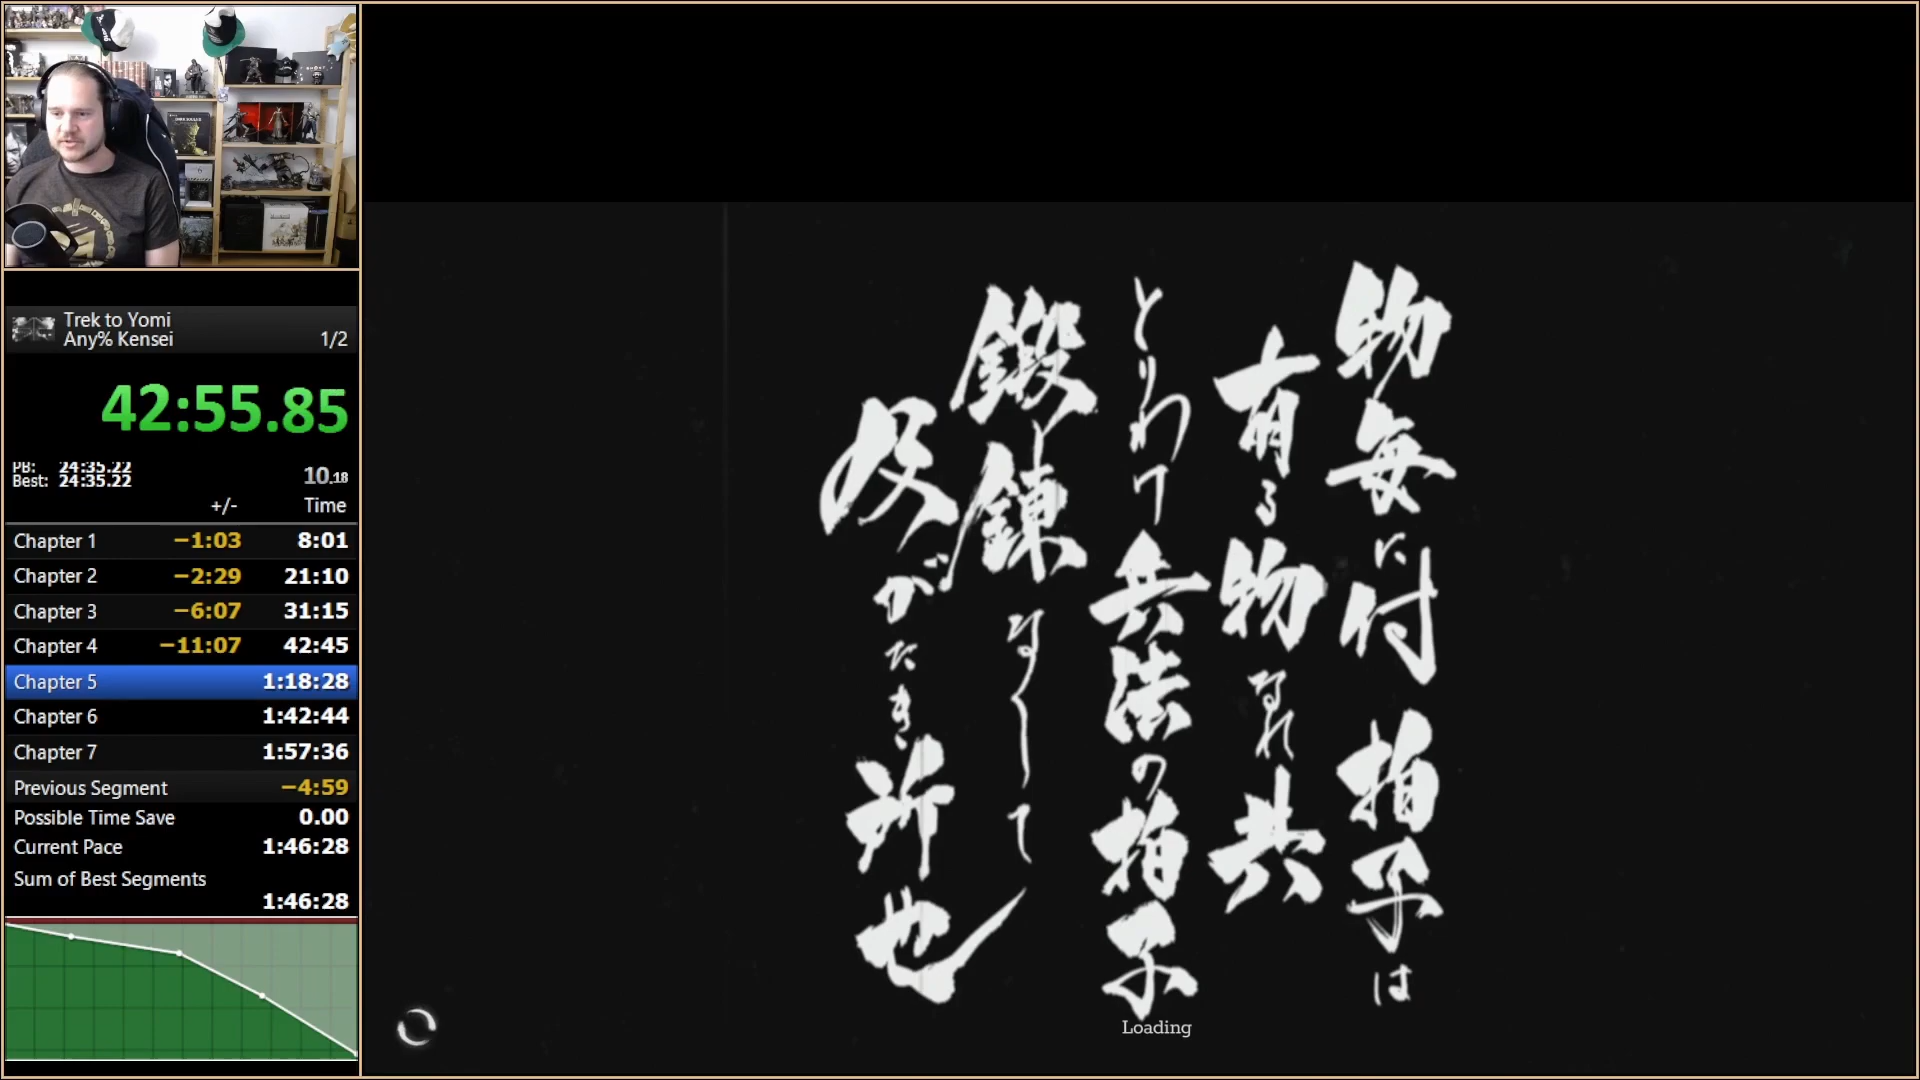 Trek to Yomi
Any% Kensei
1/2
42:55.85
PB: 24:35.22
Best: 24:35.22
10.18
+/- Time
Chapter 1 −1:03 8:01
Chapter 2 −2:29 21:10
Chapter 3 −6:07 31:15
Chapter 4 −11:07 42:45
Chapter 5 1:18:28
Chapter 6 1:42:44
Chapter 7 1:57:36
Previous Segment −4:59
Possible Time Save 0.00
Current Pace 1:46:28
Sum of Best Segments
1:46:28
物毎に付拍子は
有る物なれ共
とりわけ兵法の拍子
鍛錬なくして
及がたき所也
Loading